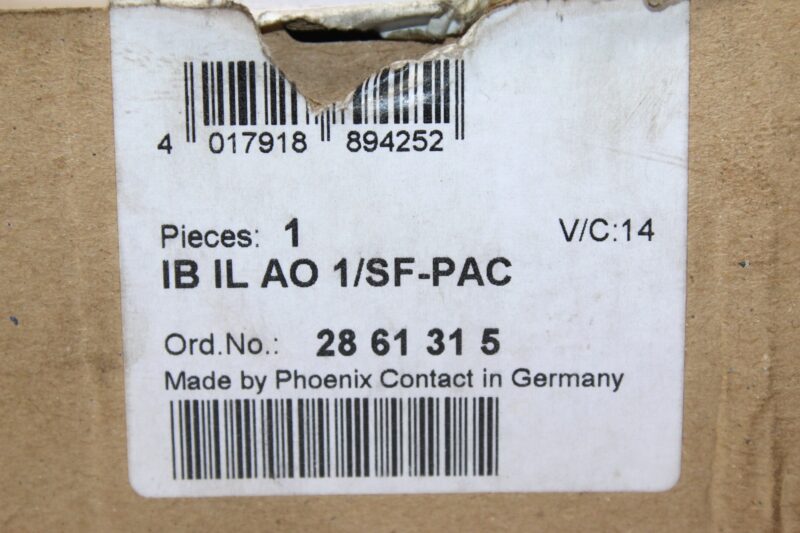 4 017918 894252
Pieces: 1 V/C:14
IB IL AO 1/SF-PAC
Ord.No.: 28 61 31 5
Made by Phoenix Contact in Germany